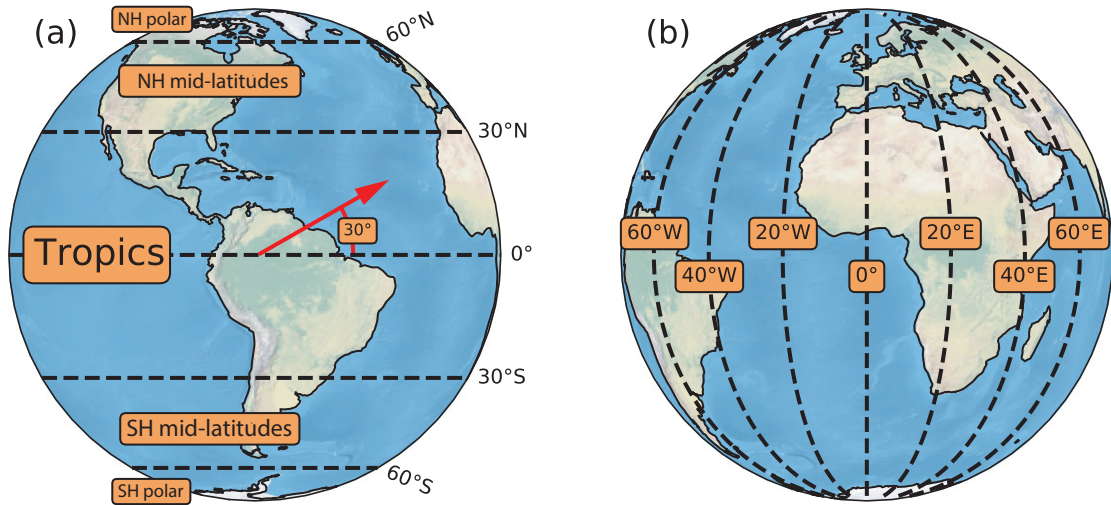 (a)
NH polar
60°N
NH mid-latitudes
30°N
30°
Tropics
0°
30°S
SH mid-latitudes
60°S
SH polar
(b)
60°W
20°W
20°E
60°E
40°W
0°
40°E